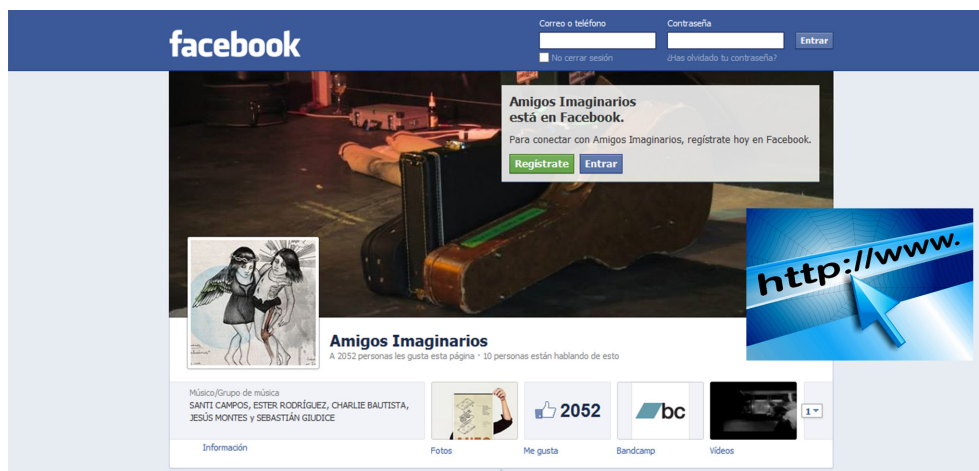 facebook
Correo o teléfono
Contraseña
Entrar
No cerrar sesión
¿Has olvidado tu contraseña?
Amigos Imaginarios
está en Facebook.
Para conectar con Amigos Imaginarios, regístrate hoy en Facebook.
Regístrate
Entrar
http://www.
Amigos Imaginarios
A 2052 personas les gusta esta página · 10 personas están hablando de esto
Músico/Grupo de música
SANTI CAMPOS, ESTER RODRÍGUEZ, CHARLIE BAUTISTA,
JESÚS MONTES y SEBASTIÁN GIUDICE
Información
2052
bc
1
Fotos
Me gusta
Bandcamp
Vídeos